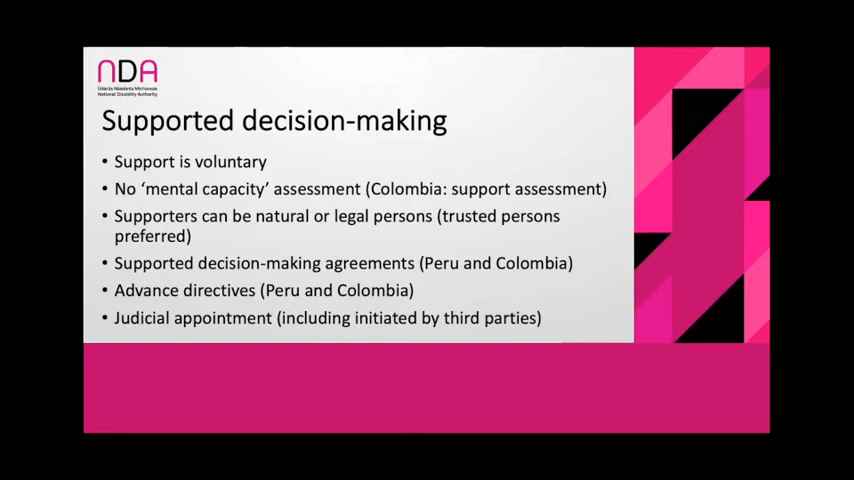 nDA
Údarás Náisiúnta Míchumais
National Disability Authority
Supported decision-making
• Support is voluntary
• No ‘mental capacity’ assessment (Colombia: support assessment)
• Supporters can be natural or legal persons (trusted persons
preferred)
• Supported decision-making agreements (Peru and Colombia)
• Advance directives (Peru and Colombia)
• Judicial appointment (including initiated by third parties)